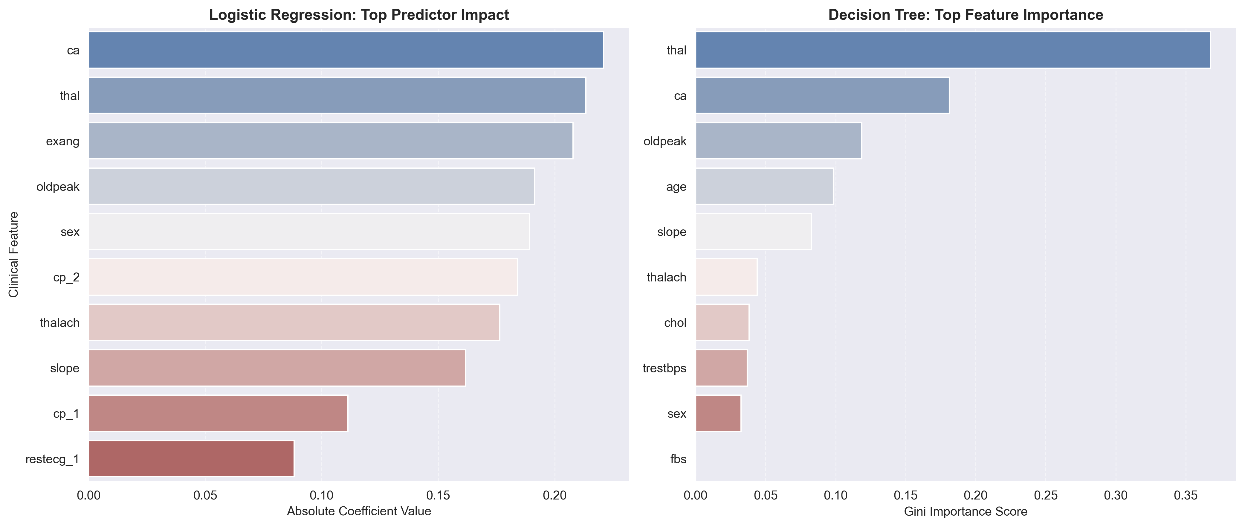 Logistic Regression: Top Predictor Impact
Clinical Feature
ca
thal
exang
oldpeak
sex
cp_2
thalach
slope
cp_1
restecg_1
0.00 0.05 0.10 0.15 0.20
Absolute Coefficient Value
Decision Tree: Top Feature Importance
thal
ca
oldpeak
age
slope
thalach
chol
trestbps
sex
fbs
0.00 0.05 0.10 0.15 0.20 0.25 0.30 0.35
Gini Importance Score